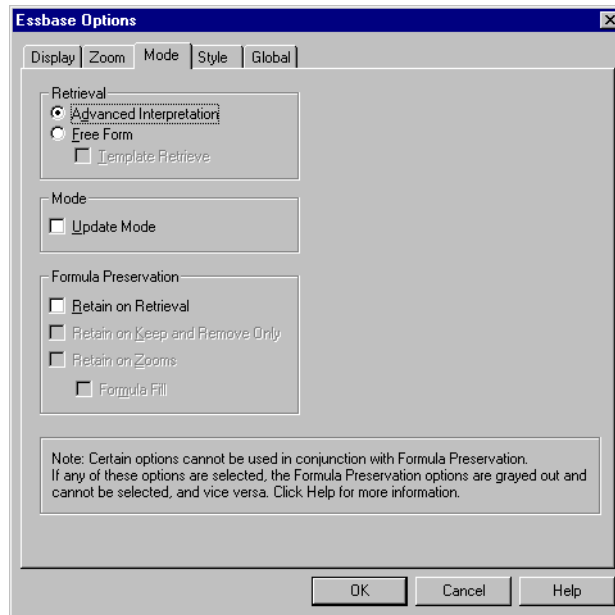 Essbase Options
Display Zoom Mode Style Global
Retrieval
Advanced Interpretation
Free Form
Template Retrieve
Mode
Update Mode
Formula Preservation
Retain on Retrieval
Retain on Keep and Remove Only
Retain on Zooms
Formula Fill
Note: Certain options cannot be used in conjunction with Formula Preservation.
If any of these options are selected, the Formula Preservation options are grayed out and
cannot be selected, and vice versa. Click Help for more information.
OK Cancel Help